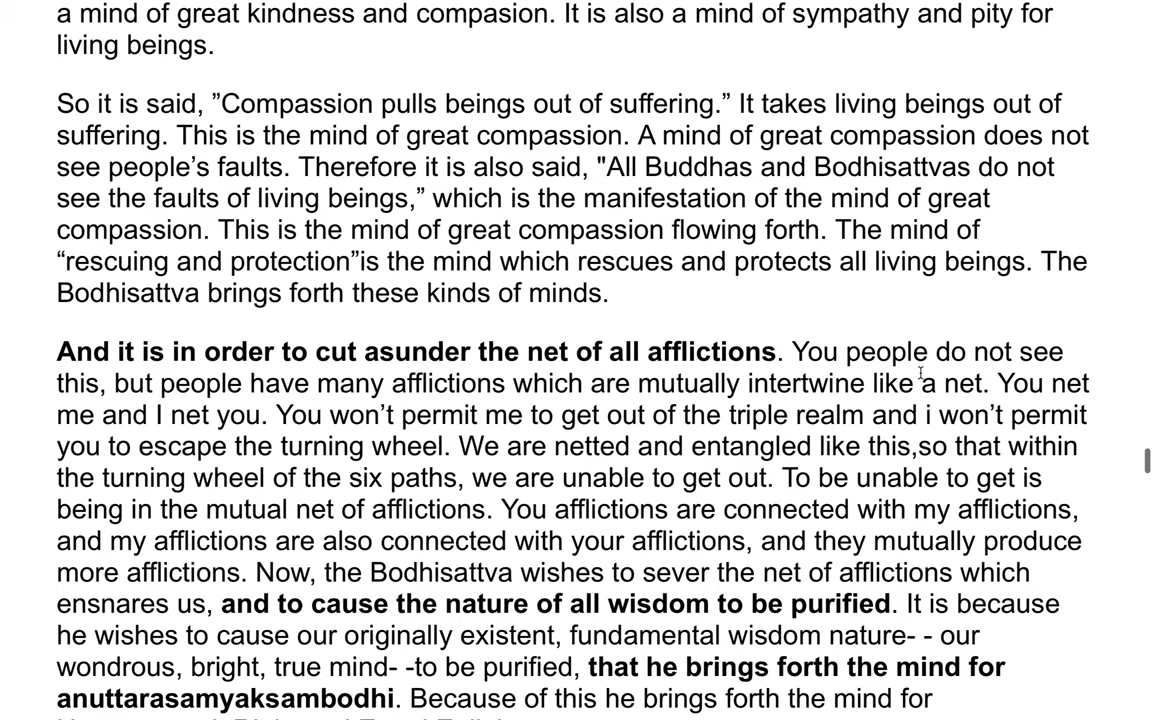 a mind of great kindness and compasion. It is also a mind of sympathy and pity for
living beings.
So it is said, ”Compassion pulls beings out of suffering.” It takes living beings out of
suffering. This is the mind of great compassion. A mind of great compassion does not
see people’s faults. Therefore it is also said, "All Buddhas and Bodhisattvas do not
see the faults of living beings,” which is the manifestation of the mind of great
compassion. This is the mind of great compassion flowing forth. The mind of
“rescuing and protection”is the mind which rescues and protects all living beings. The
Bodhisattva brings forth these kinds of minds.
And it is in order to cut asunder the net of all afflictions. You people do not see
this, but people have many afflictions which are mutually intertwine like a net. You net
me and I net you. You won’t permit me to get out of the triple realm and i won’t permit
you to escape the turning wheel. We are netted and entangled like this,so that within
the turning wheel of the six paths, we are unable to get out. To be unable to get is
being in the mutual net of afflictions. You afflictions are connected with my afflictions,
and my afflictions are also connected with your afflictions, and they mutually produce
more afflictions. Now, the Bodhisattva wishes to sever the net of afflictions which
ensnares us, and to cause the nature of all wisdom to be purified. It is because
he wishes to cause our originally existent, fundamental wisdom nature- - our
wondrous, bright, true mind- -to be purified, that he brings forth the mind for
anuttarasamyaksambodhi. Because of this he brings forth the mind for